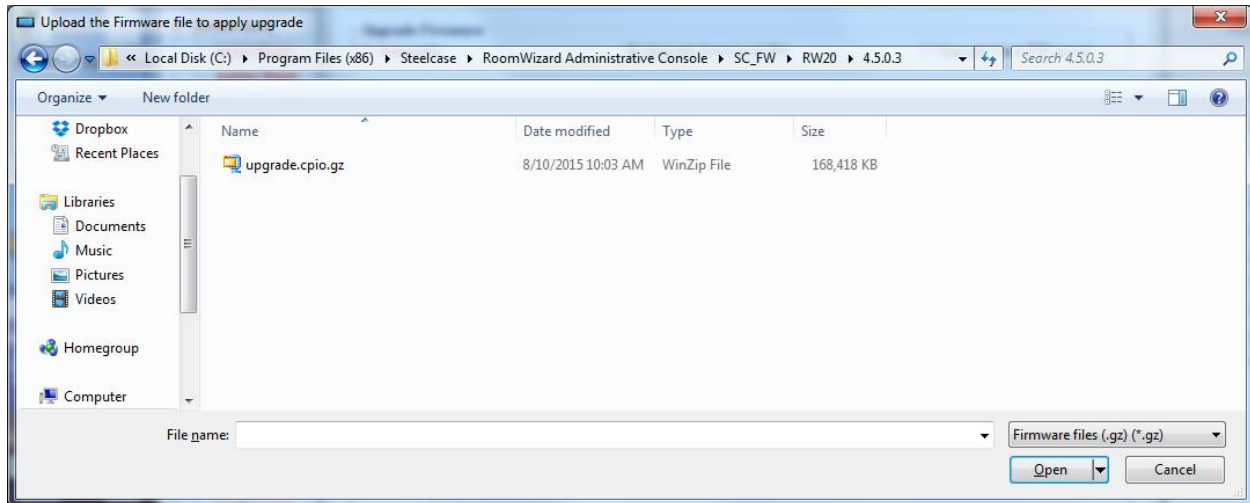 Upload the Firmware file to apply upgrade
« Local Disk (C:) ▸ Program Files (x86) ▸ Steelcase ▸ RoomWizard Administrative Console ▸ SC_FW ▸ RW20 ▸ 4.5.0.3
Search 4.5.0.3
Organize
New folder
Dropbox
Recent Places
Libraries
Documents
Music
Pictures
Videos
Homegroup
Computer
Name Date modified Type Size
upgrade.cpio.gz 8/10/2015 10:03 AM WinZip File 168,418 KB
File name:
Firmware files (.gz) (*.gz)
Open
Cancel